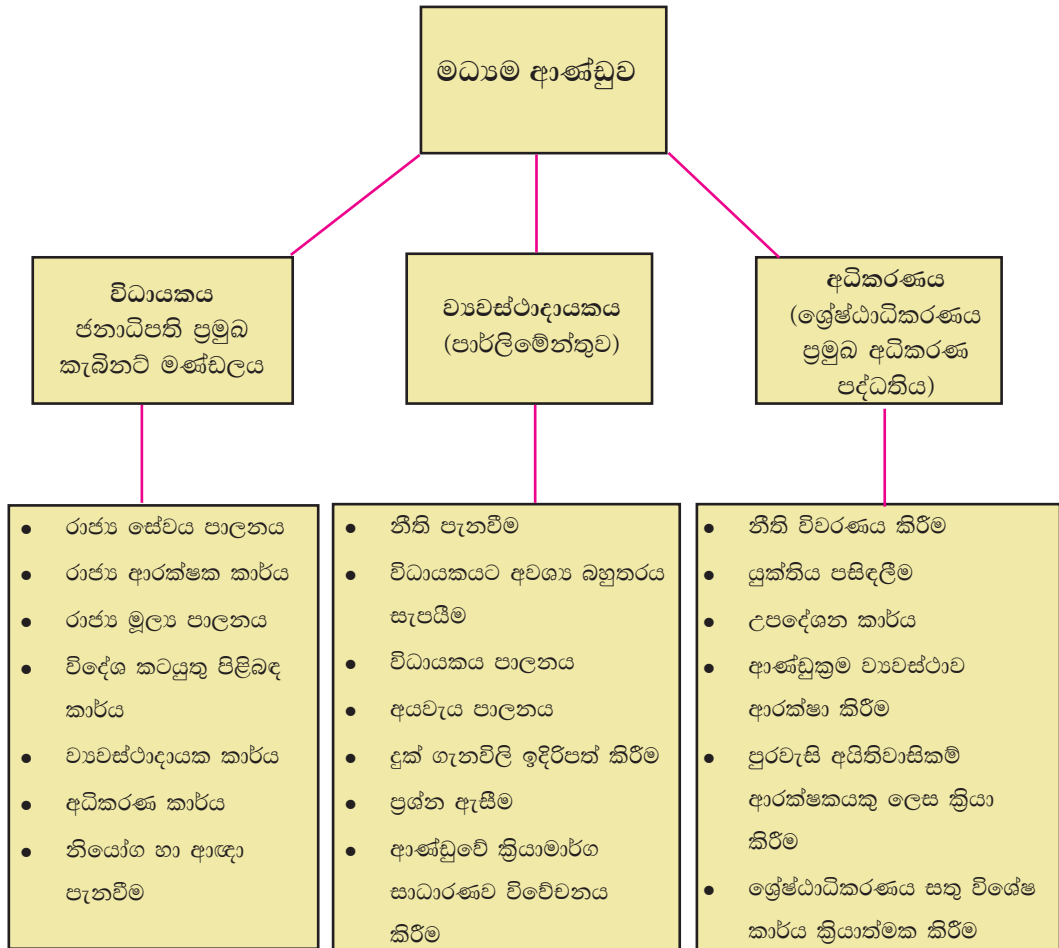 මධ්‍යම ආණ්ඩුව
විධායකය
ජනාධිපති ප්‍රමුඛ
කැබිනට් මණ්ඩලය
ව්‍යවස්ථාදායකය
(පාර්ලිමේන්තුව)
අධිකරණය
(ශ්‍රේෂ්ඨාධිකරණය
ප්‍රමුඛ අධිකරණ
පද්ධතිය)
• රාජ්‍ය සේවය පාලනය
• රාජ්‍ය ආරක්ෂක කාර්ය
• රාජ්‍ය මූල්‍ය පාලනය
• විදේශ කටයුතු පිළිබඳ
කාර්ය
• ව්‍යවස්ථාදායක කාර්ය
• අධිකරණ කාර්ය
• නියෝග හා ආඥා
පැනවීම
• නීති පැනවීම
• විධායකයට අවශ්‍ය බහුතරය
සැපයීම
• විධායකය පාලනය
• අයවැය පාලනය
• දුක් ගැනවිලි ඉදිරිපත් කිරීම
• ප්‍රශ්න ඇසීම
• ආණ්ඩුවේ ක්‍රියාමාර්ග
සාධාරණව විවේචනය
කිරීම
• නීති විවරණය කිරීම
• යුක්තිය පසිඳලීම
• උපදේශන කාර්ය
• ආණ්ඩුක්‍රම ව්‍යවස්ථාව
ආරක්ෂා කිරීම
• පුරවැසි අයිතිවාසිකම්
ආරක්ෂකයකු ලෙස ක්‍රියා
කිරීම
• ශ්‍රේෂ්ඨාධිකරණය සතු විශේෂ
කාර්ය ක්‍රියාත්මක කිරීම